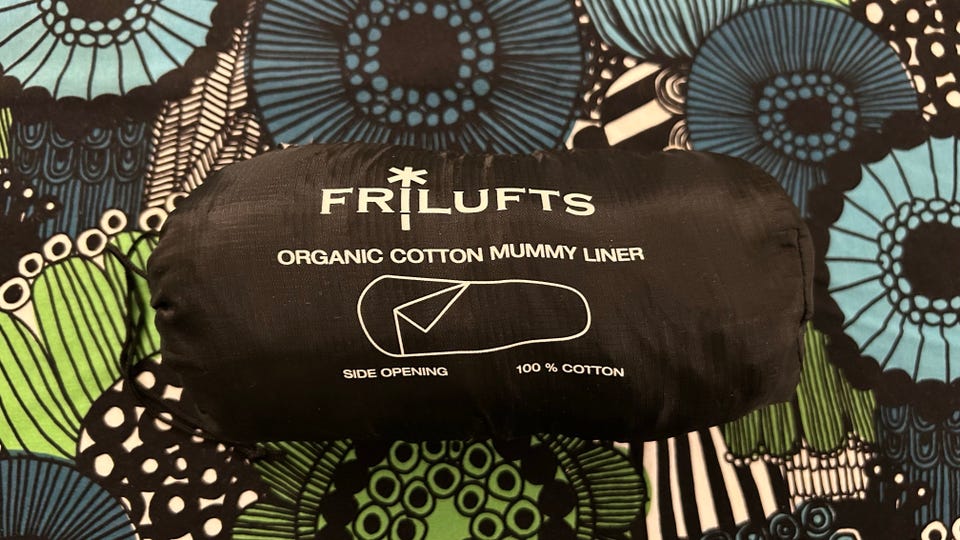 FRILUFTS
ORGANIC COTTON MUMMY LINER
SIDE OPENING 100 % COTTON